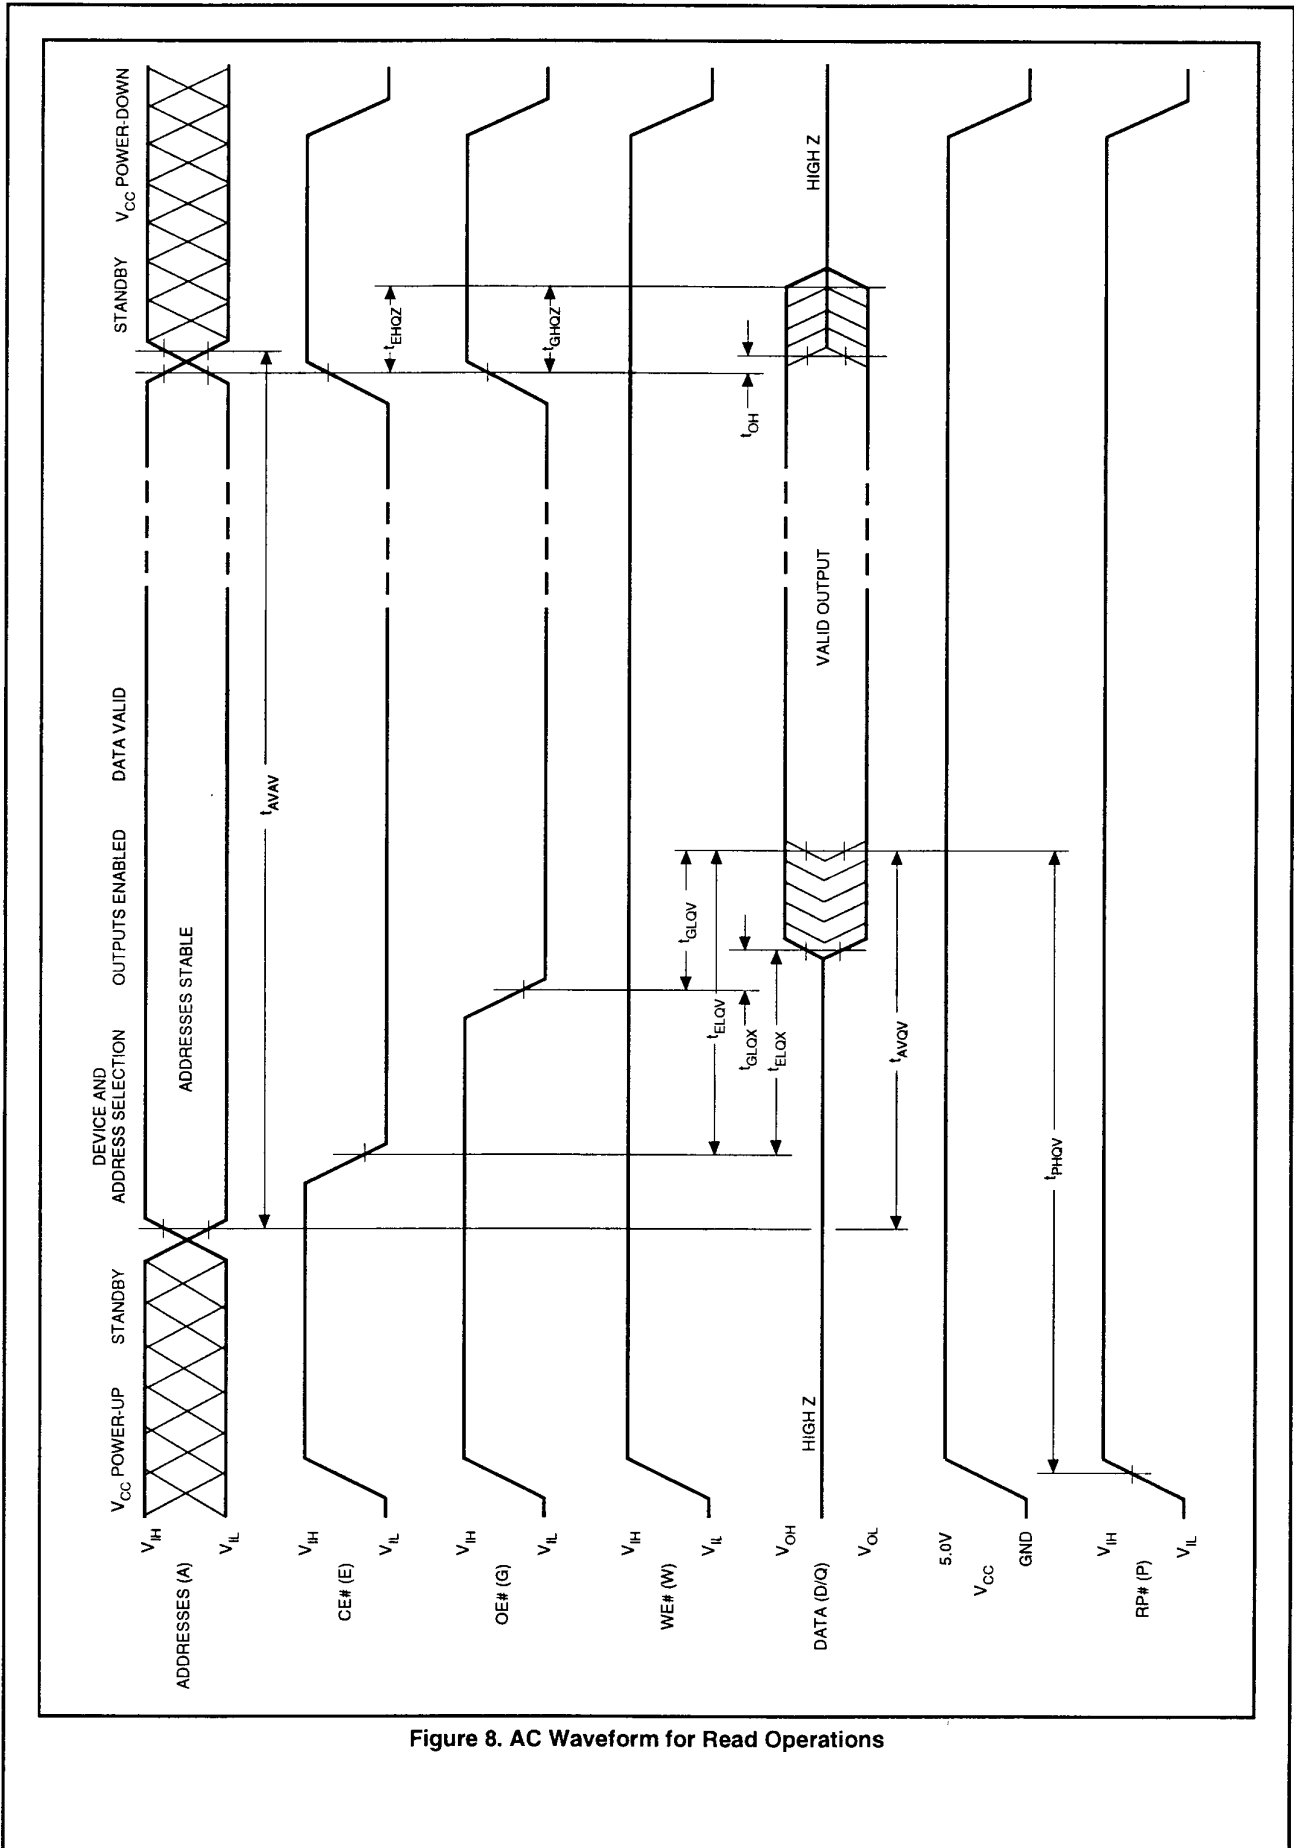 V_CC POWER-UP
STANDBY
DEVICE AND
ADDRESS SELECTION
OUTPUTS ENABLED
DATA VALID
STANDBY
V_CC POWER-DOWN
V_IH
ADDRESSES (A)
V_IL
ADDRESSES STABLE
t_AVAV
V_IH
CE# (E)
V_IL
t_EHQZ
V_IH
OE# (G)
V_IL
t_GHQZ
V_IH
WE# (W)
V_IL
t_GLQV
t_ELQV
t_GLQX
t_ELQX
t_OH
V_OH
DATA (D/Q)
V_OL
HIGH Z
VALID OUTPUT
HIGH Z
t_AVQV
5.0V
V_CC
GND
t_PHQV
V_IH
RP# (P)
V_IL
Figure 8. AC Waveform for Read Operations